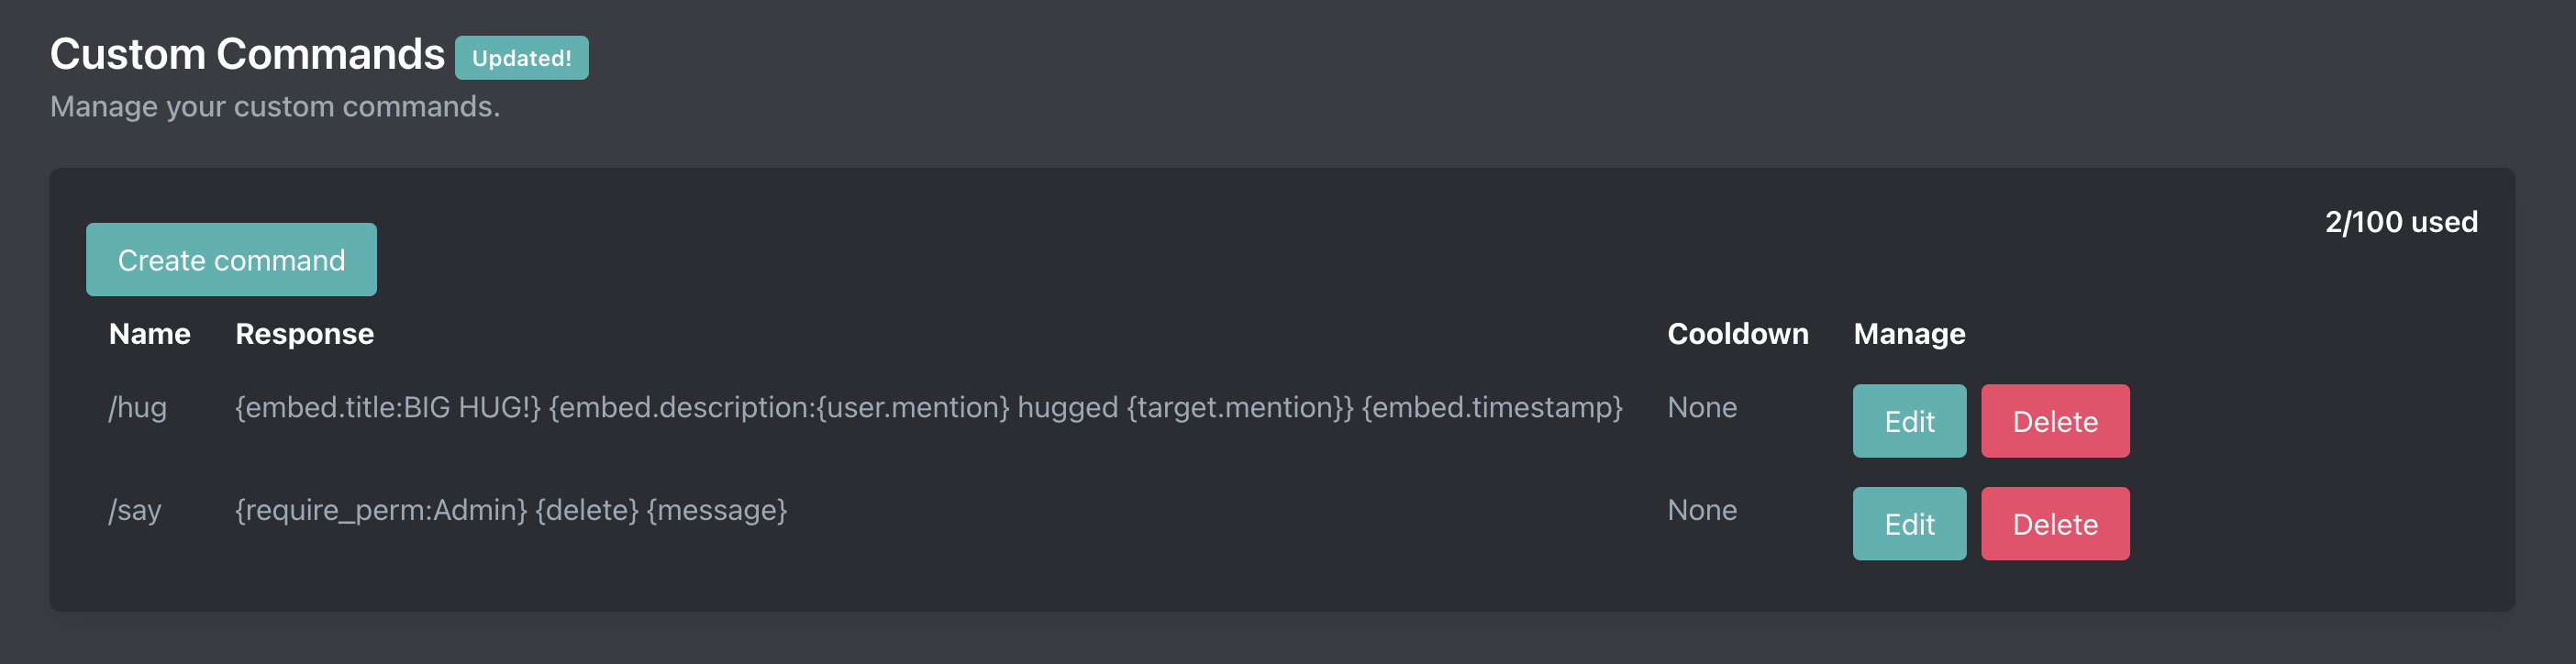 Custom Commands Updated!
Manage your custom commands.
2/100 used
Create command
Name Response Cooldown Manage
/hug {embed.title:BIG HUG!} {embed.description:{user.mention} hugged {target.mention}} {embed.timestamp} None Edit Delete
/say {require_perm:Admin} {delete} {message} None Edit Delete